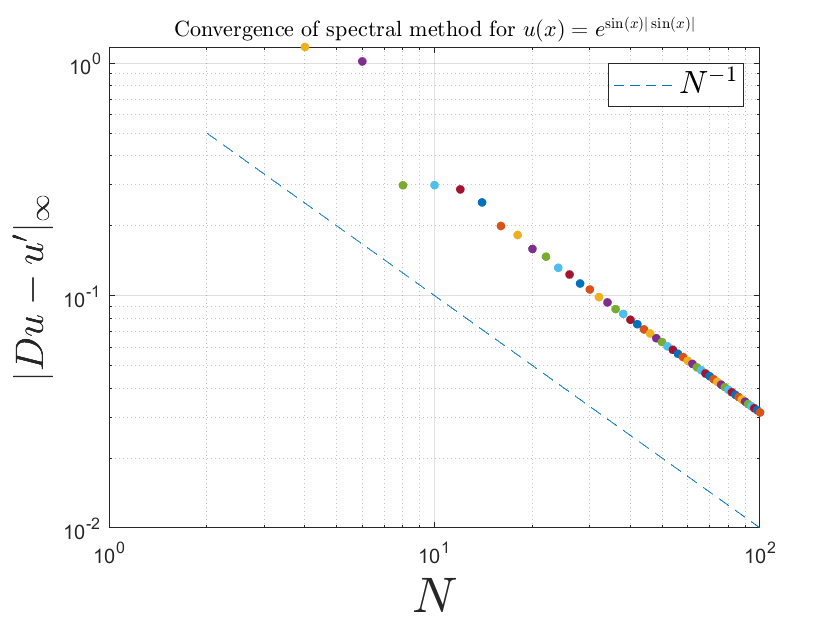 Convergence of spectral method for $u(x) = e^{\sin(x)|\sin(x)|}$
$N^{-1}$
$|Du - u'|_\infty$
$10^0$
$10^{-1}$
$10^{-2}$
$10^0$ $10^1$ $10^2$
$N$